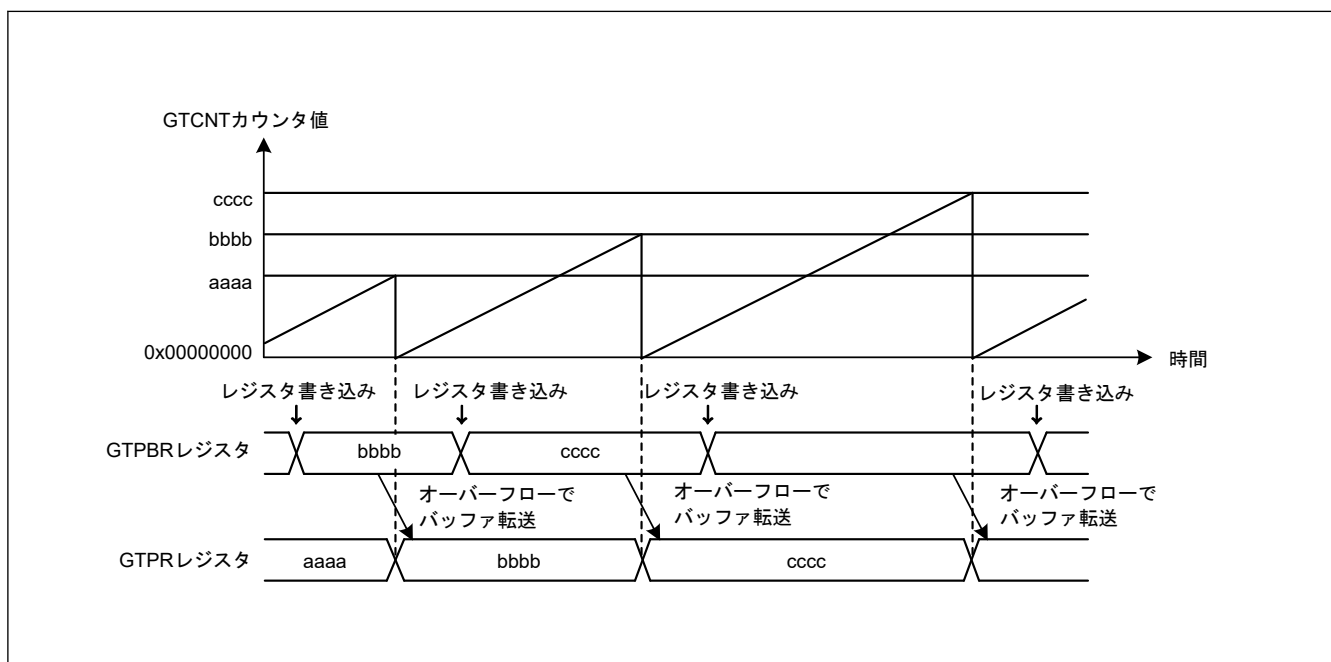 GTCNTカウンタ値
cccc
bbbb
aaaa
0x00000000
時間
レジスタ書き込み
レジスタ書き込み
レジスタ書き込み
レジスタ書き込み
GTPBRレジスタ
bbbb
cccc
オーバーフローで
バッファ転送
オーバーフローで
バッファ転送
オーバーフローで
バッファ転送
GTPRレジスタ
aaaa
bbbb
cccc